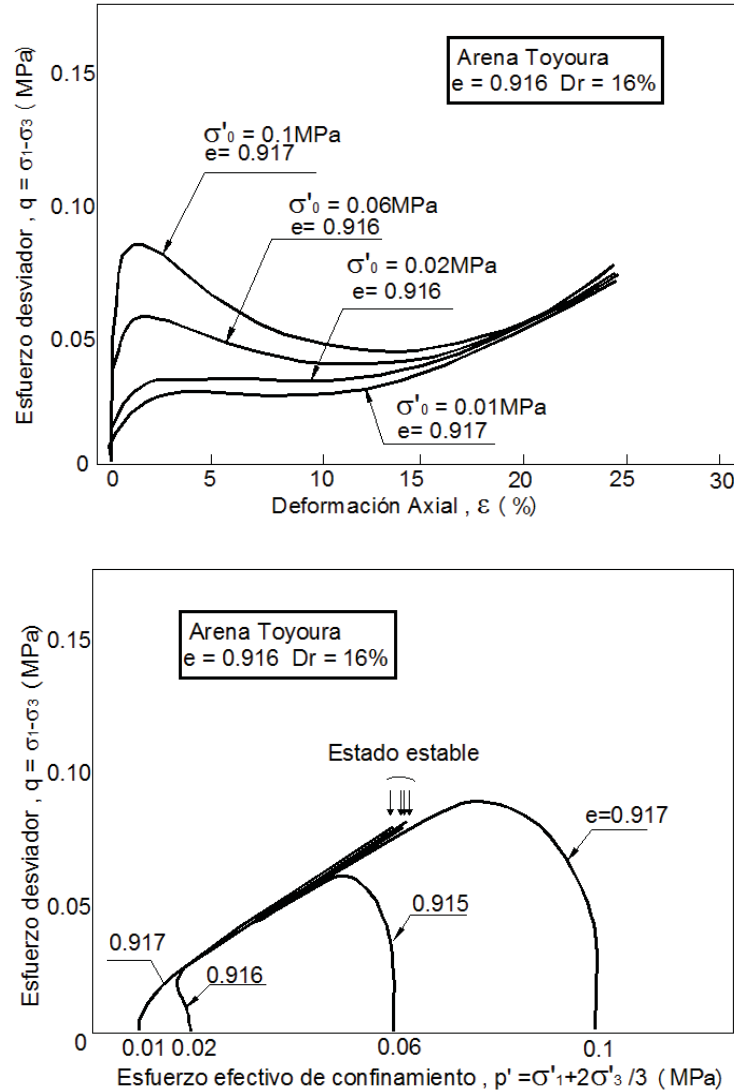 Arena Toyoura
e = 0.916 Dr = 16%
Esfuerzo desviador , q = σ1-σ3 ( MPa)
0.15
0.10
0.05
0
σ'0 = 0.1MPa
e= 0.917
σ'0 = 0.06MPa
e= 0.916
σ'0 = 0.02MPa
e= 0.916
σ'0 = 0.01MPa
e= 0.917
0 5 10 15 20 25 30
Deformación Axial , ε ( %)
Arena Toyoura
e = 0.916 Dr = 16%
Esfuerzo desviador , q = σ1-σ3 ( MPa)
0.15
0.10
0.05
0
Estado estable
e=0.917
0.915
0.917
0.916
0.01 0.02 0.06 0.1
Esfuerzo efectivo de confinamiento , p' =σ'1+2σ'3 /3 ( MPa)